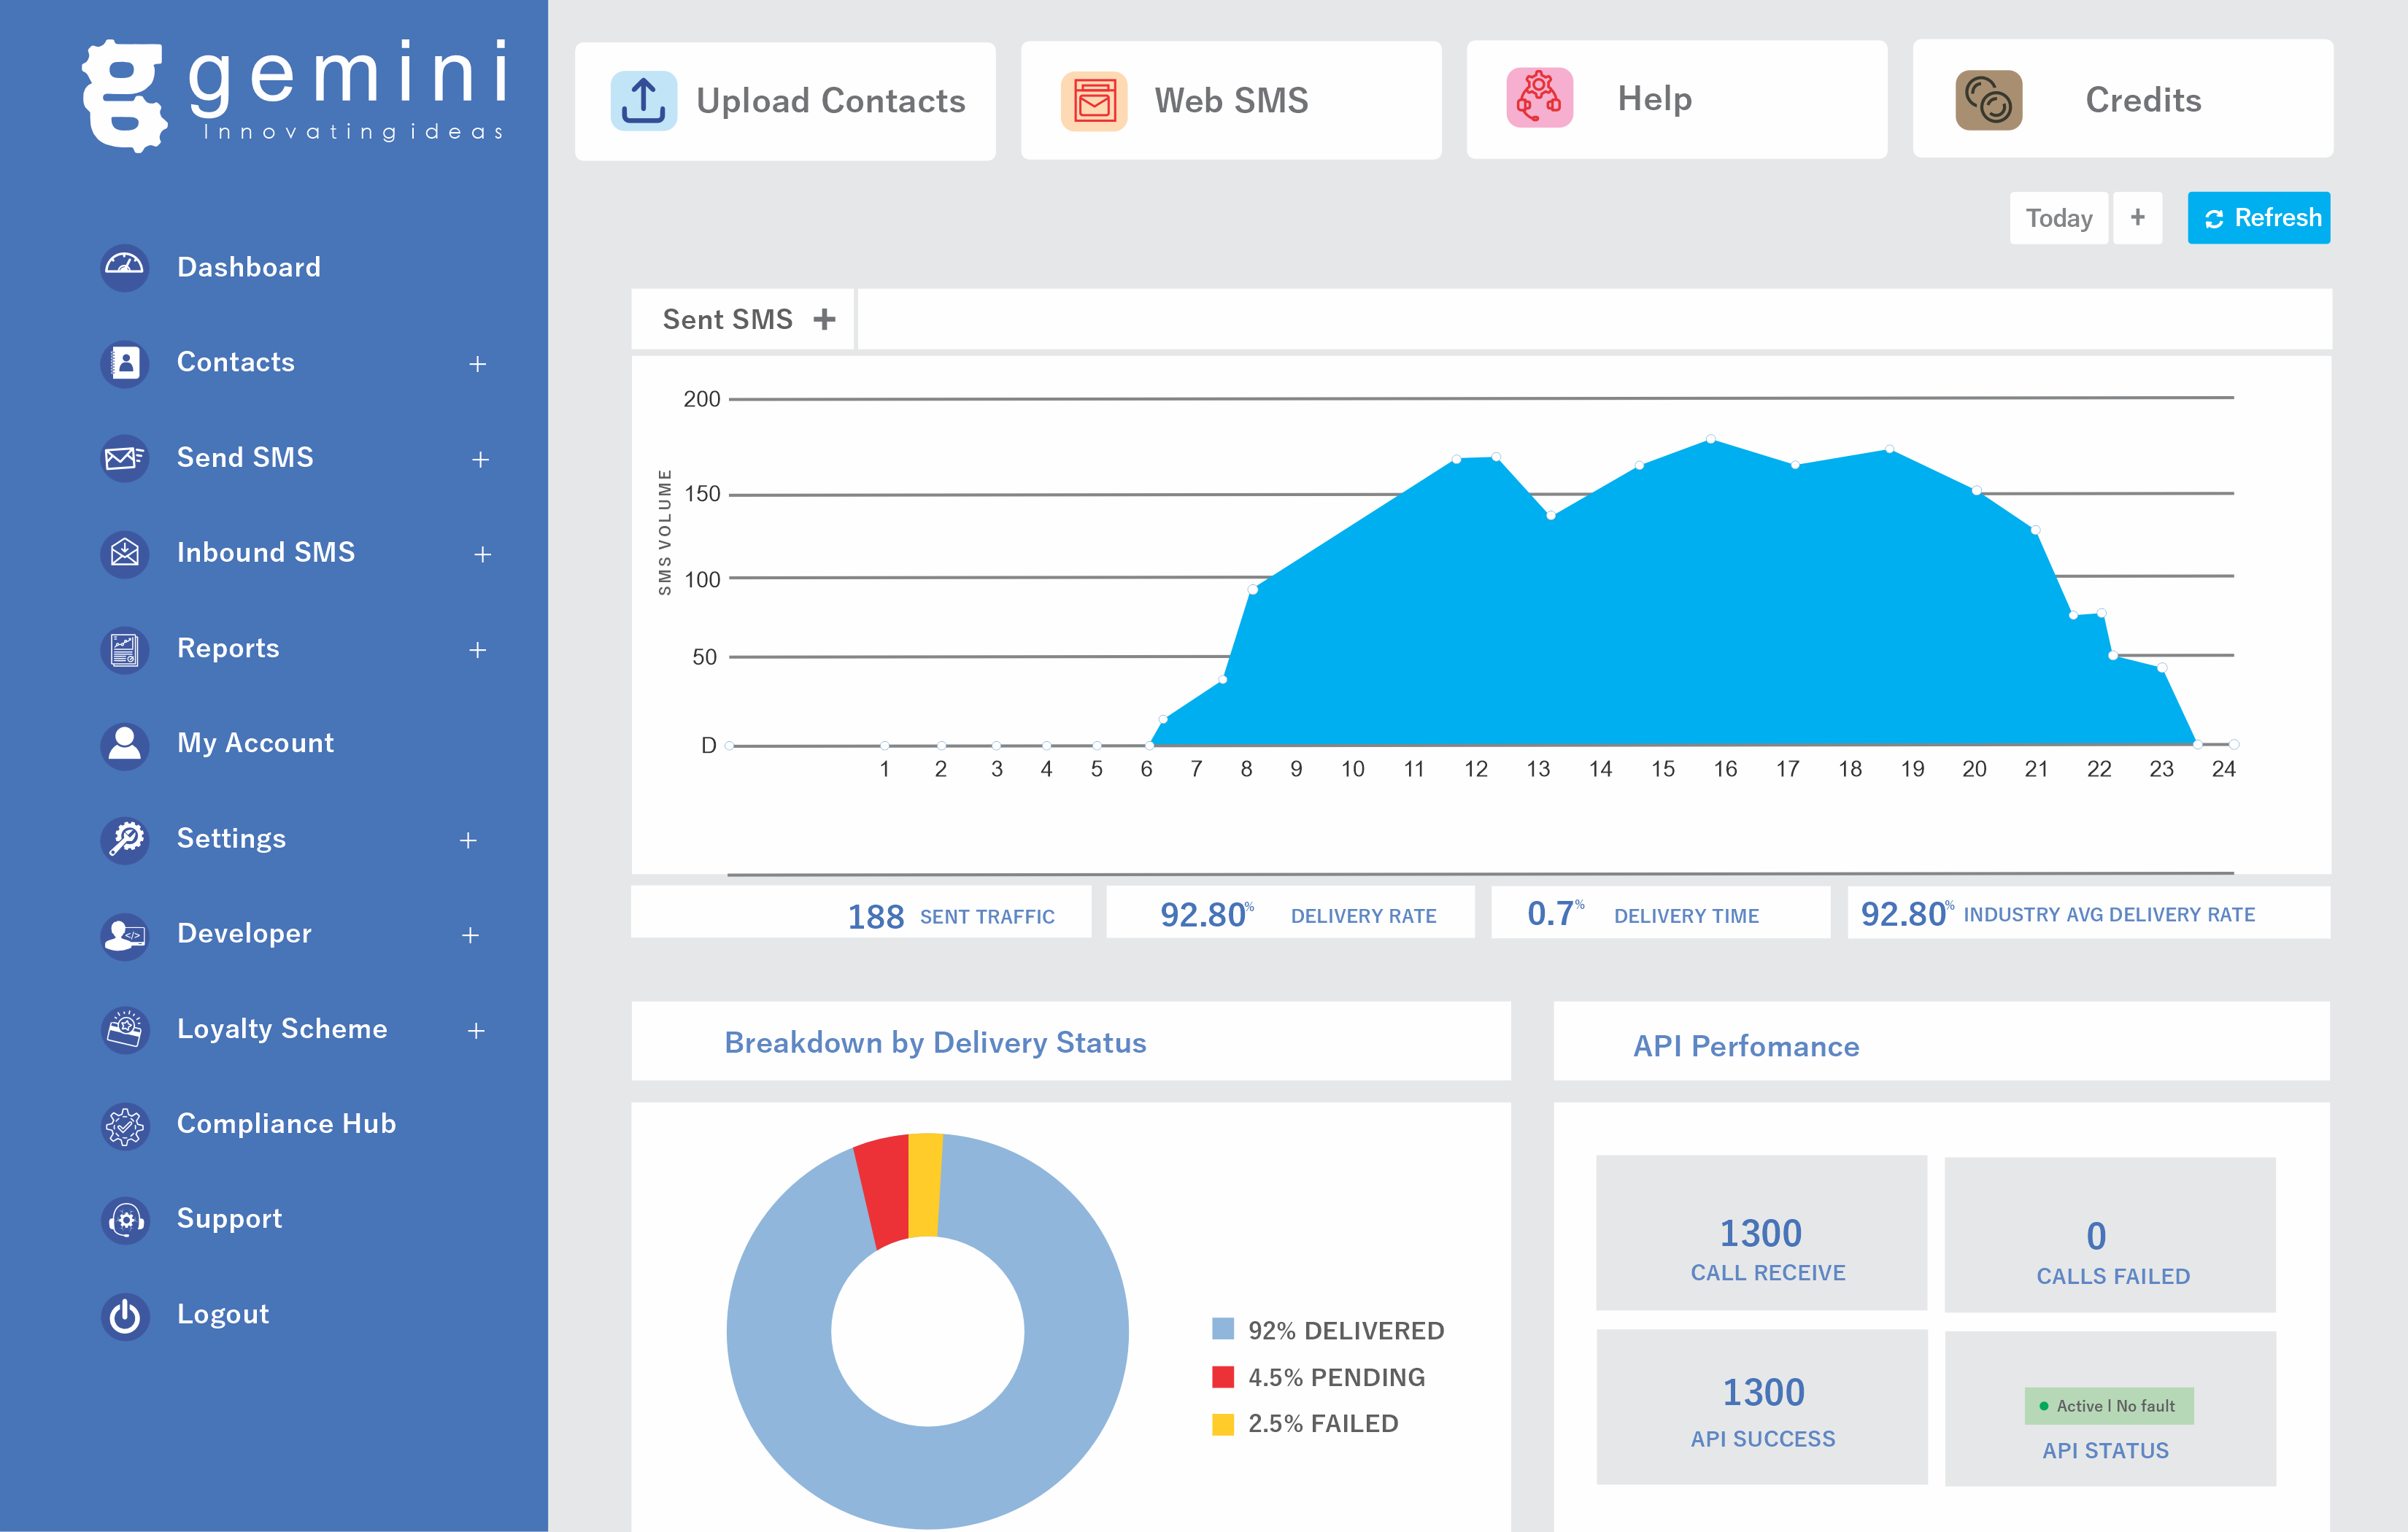 gemini
Innovating ideas
Dashboard
Contacts +
Send SMS +
Inbound SMS +
Reports +
My Account
Settings +
Developer +
Loyalty Scheme +
Compliance Hub
Support
Logout
Upload Contacts
Web SMS
Help
Credits
Today +
Refresh
Sent SMS +
SMS VOLUME
200
150
100
50
D
1 2 3 4 5 6 7 8 9 10 11 12 13 14 15 16 17 18 19 20 21 22 23 24
188 SENT TRAFFIC
92.80% DELIVERY RATE
0.7% DELIVERY TIME
92.80% INDUSTRY AVG DELIVERY RATE
Breakdown by Delivery Status
92% DELIVERED
4.5% PENDING
2.5% FAILED
API Perfomance
1300
CALL RECEIVE
0
CALLS FAILED
1300
API SUCCESS
Active | No fault
API STATUS